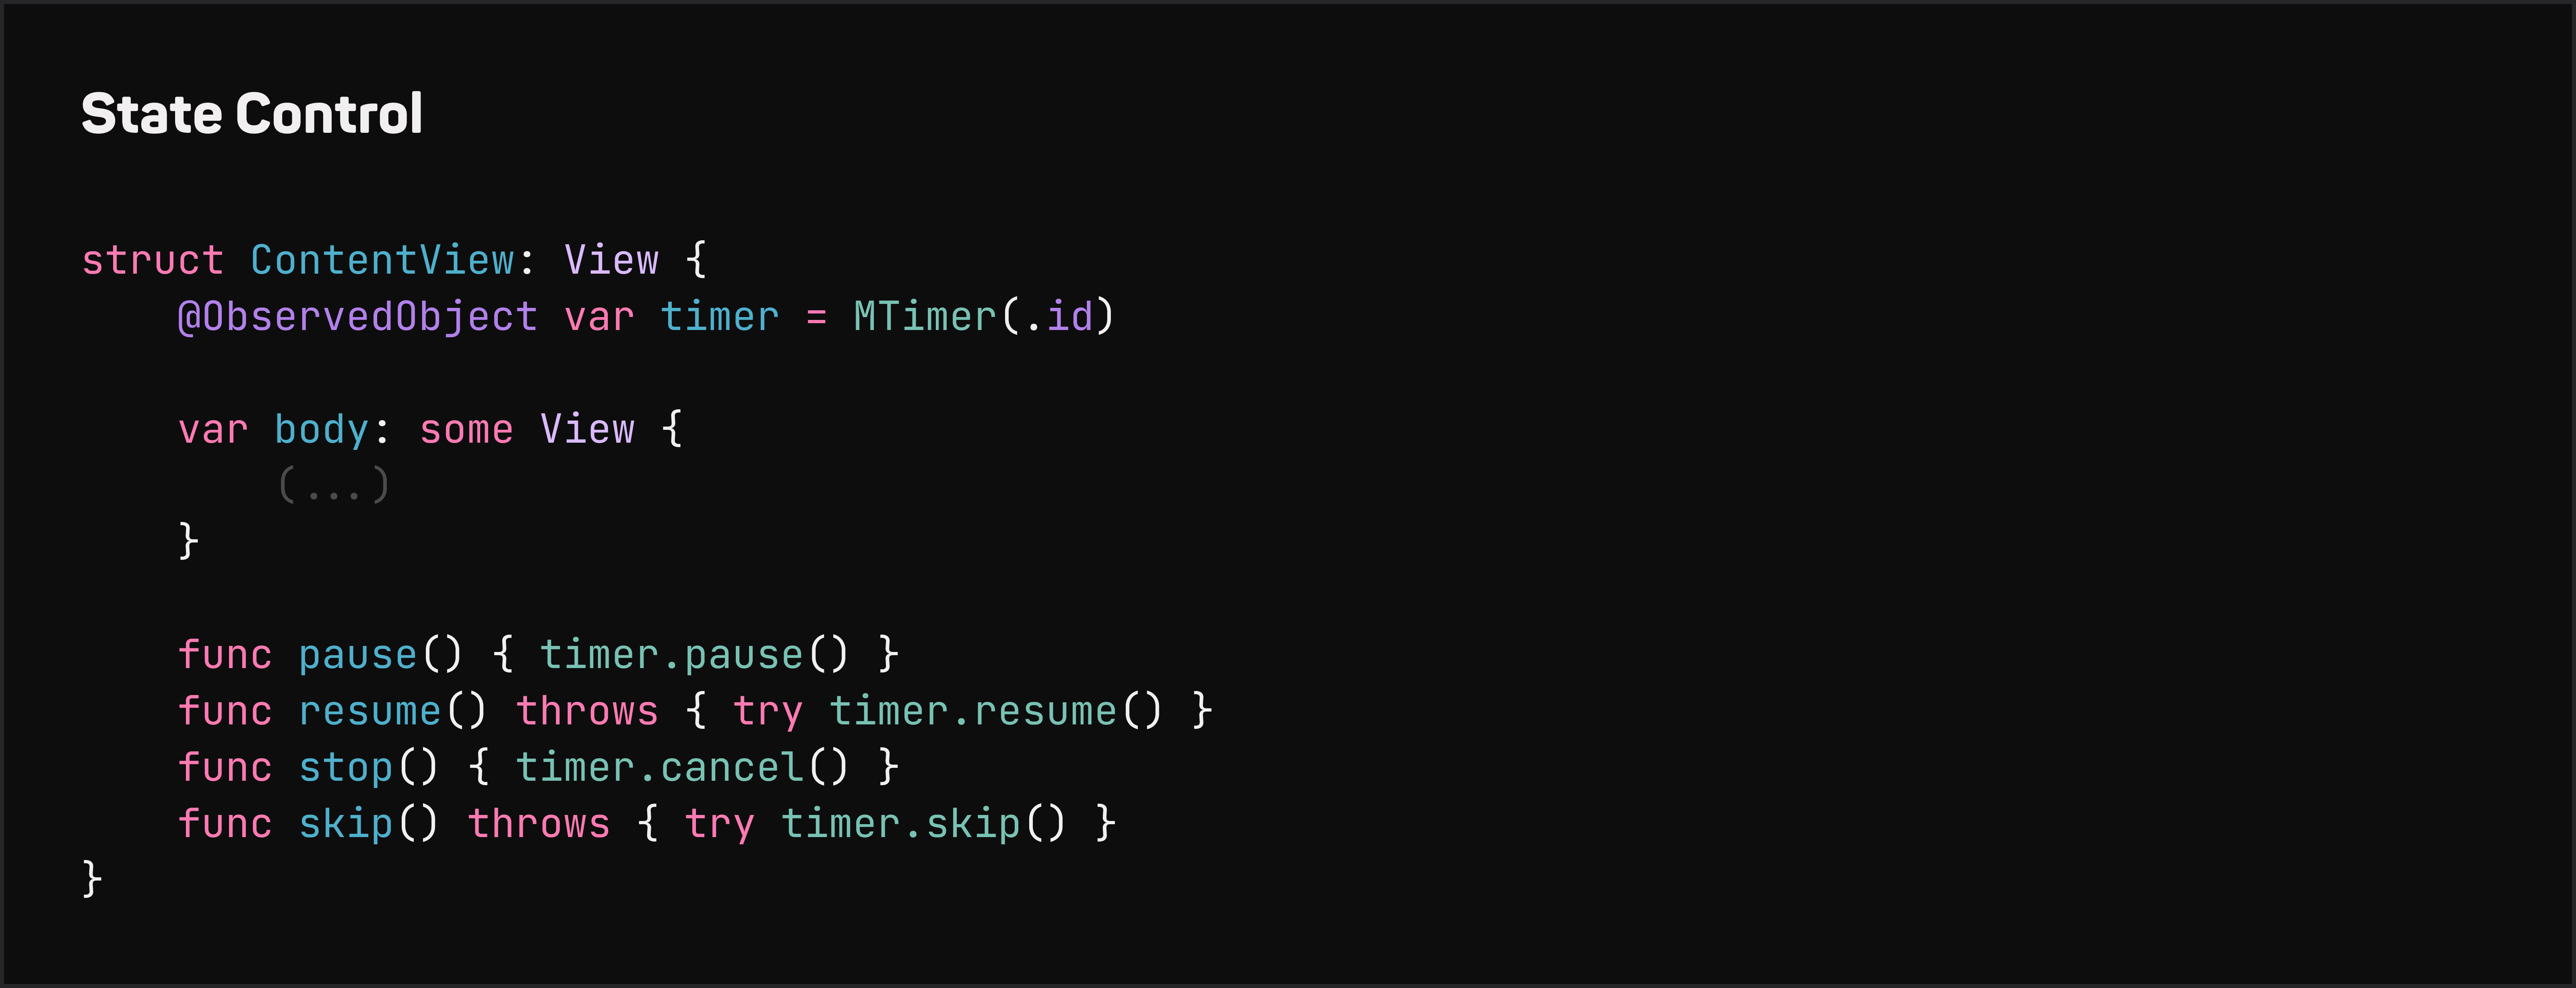 State Control
struct ContentView: View {
    @ObservedObject var timer = MTimer(.id)
    var body: some View {
        (...)
    }
    func pause() { timer.pause() }
    func resume() throws { try timer.resume() }
    func stop() { timer.cancel() }
    func skip() throws { try timer.skip() }
}